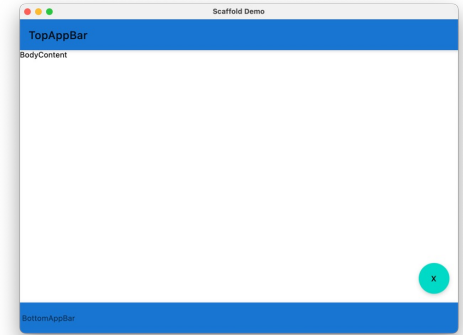 Scaffold Demo
TopAppBar
BodyContent
X
BottomAppBar